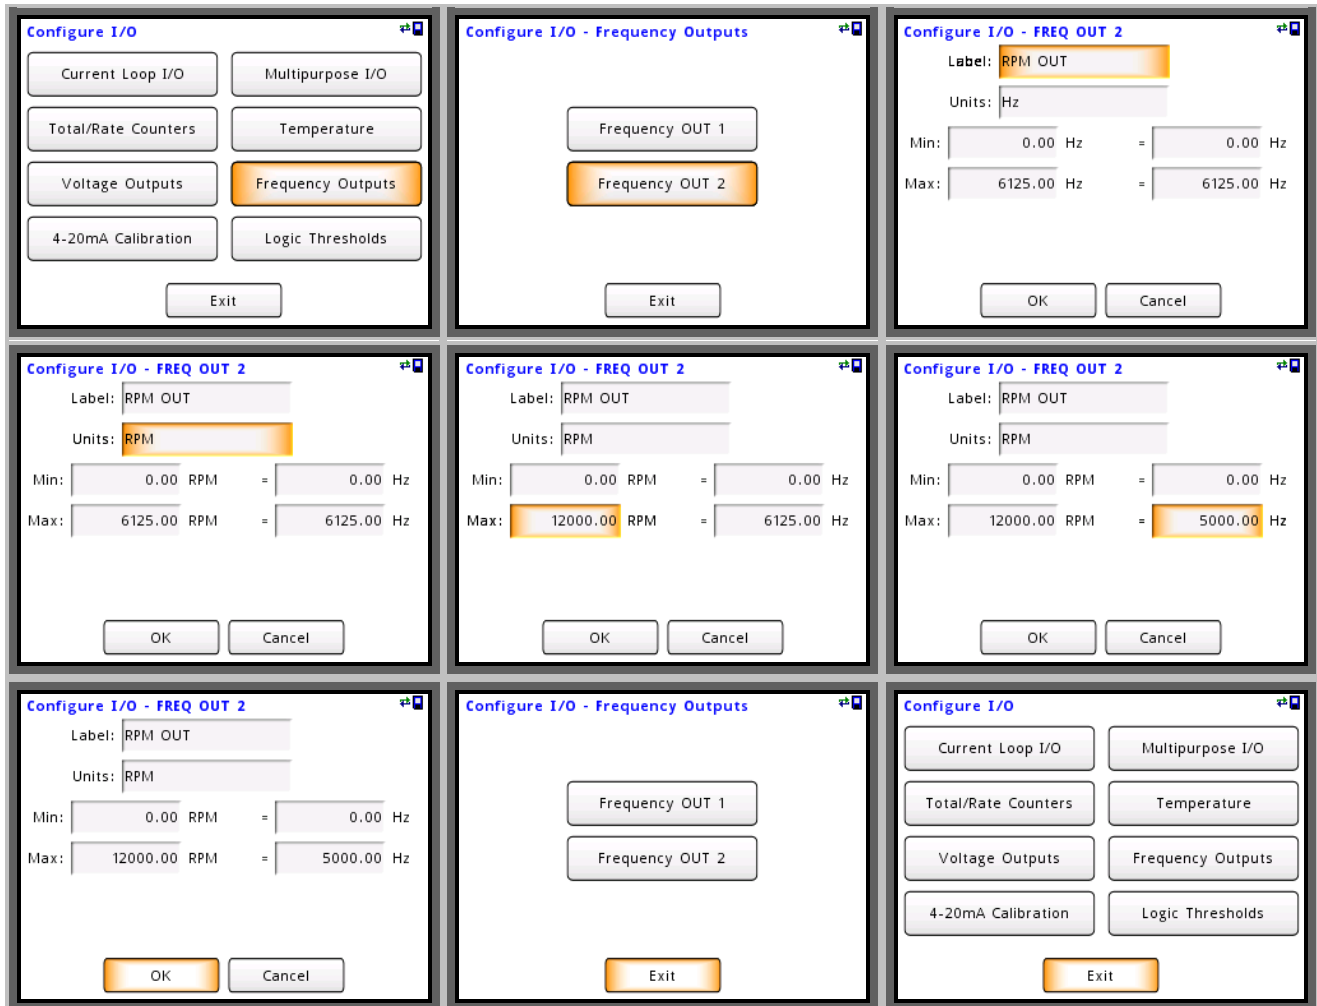 Configure I/O
Current Loop I/O Multipurpose I/O
Total/Rate Counters Temperature
Voltage Outputs Frequency Outputs
4-20mA Calibration Logic Thresholds
Exit
Configure I/O - Frequency Outputs
Frequency OUT 1
Frequency OUT 2
Exit
Configure I/O - FREQ OUT 2
Label: RPM OUT
Units: Hz
Min: 0.00 Hz = 0.00 Hz
Max: 6125.00 Hz = 6125.00 Hz
OK Cancel
Configure I/O - FREQ OUT 2
Label: RPM OUT
Units: RPM
Min: 0.00 RPM = 0.00 Hz
Max: 6125.00 RPM = 6125.00 Hz
OK Cancel
Configure I/O - FREQ OUT 2
Label: RPM OUT
Units: RPM
Min: 0.00 RPM = 0.00 Hz
Max: 12000.00 RPM = 6125.00 Hz
OK Cancel
Configure I/O - FREQ OUT 2
Label: RPM OUT
Units: RPM
Min: 0.00 RPM = 0.00 Hz
Max: 12000.00 RPM = 5000.00 Hz
OK Cancel
Configure I/O - FREQ OUT 2
Label: RPM OUT
Units: RPM
Min: 0.00 RPM = 0.00 Hz
Max: 12000.00 RPM = 5000.00 Hz
OK Cancel
Configure I/O - Frequency Outputs
Frequency OUT 1
Frequency OUT 2
Exit
Configure I/O
Current Loop I/O Multipurpose I/O
Total/Rate Counters Temperature
Voltage Outputs Frequency Outputs
4-20mA Calibration Logic Thresholds
Exit